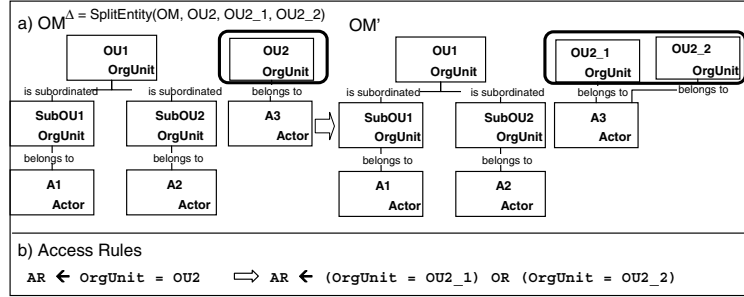 a) OM^Δ = SplitEntity(OM, OU2, OU2_1, OU2_2)
OM'
OU1
OrgUnit
OU2
OrgUnit
OU1
OrgUnit
OU2_1
OrgUnit
OU2_2
OrgUnit
is subordinated
is subordinated
belongs to
is subordinated
is subordinated
belongs to
belongs to
SubOU1
OrgUnit
SubOU2
OrgUnit
A3
Actor
SubOU1
OrgUnit
SubOU2
OrgUnit
A3
Actor
belongs to
belongs to
belongs to
belongs to
A1
Actor
A2
Actor
A1
Actor
A2
Actor
b) Access Rules
AR ← OrgUnit = OU2 ⇒ AR ← (OrgUnit = OU2_1) OR (OrgUnit = OU2_2)